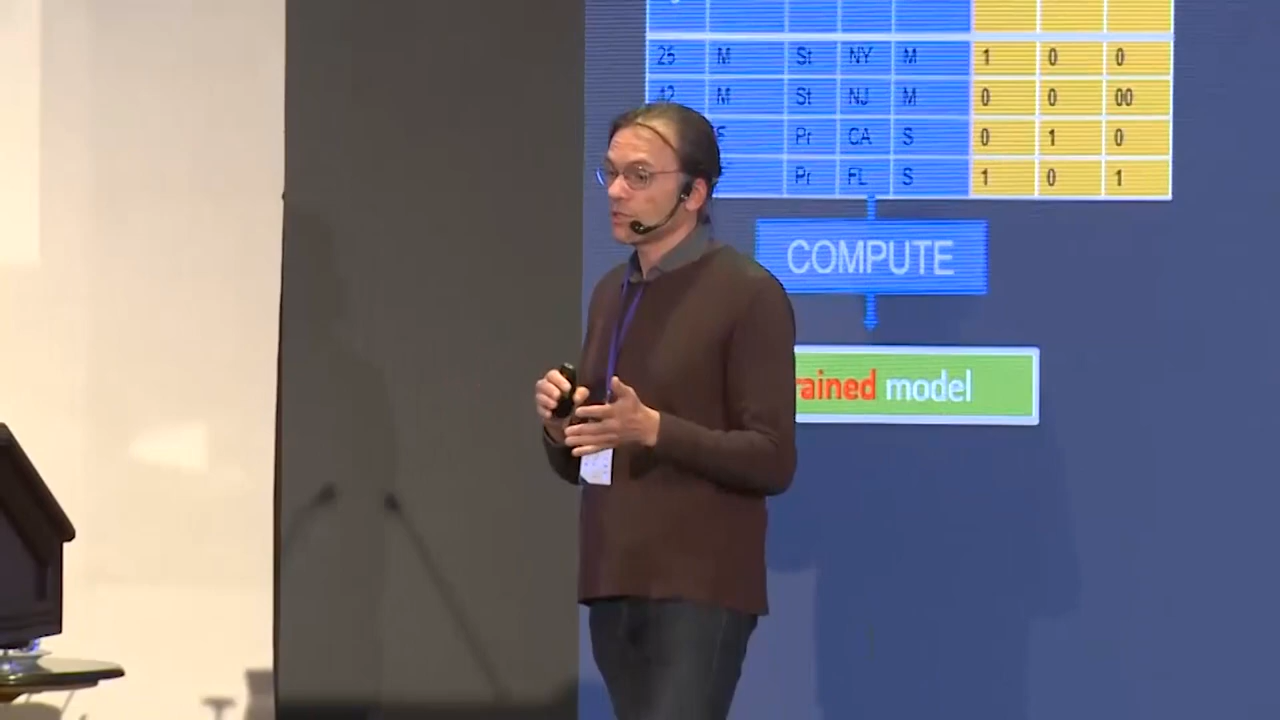 25 M St NY M 1 0 0
42 M St NJ M 0 0 00
Pr CA S 0 1 0
Pr FL S 1 0 1
COMPUTE
rained model